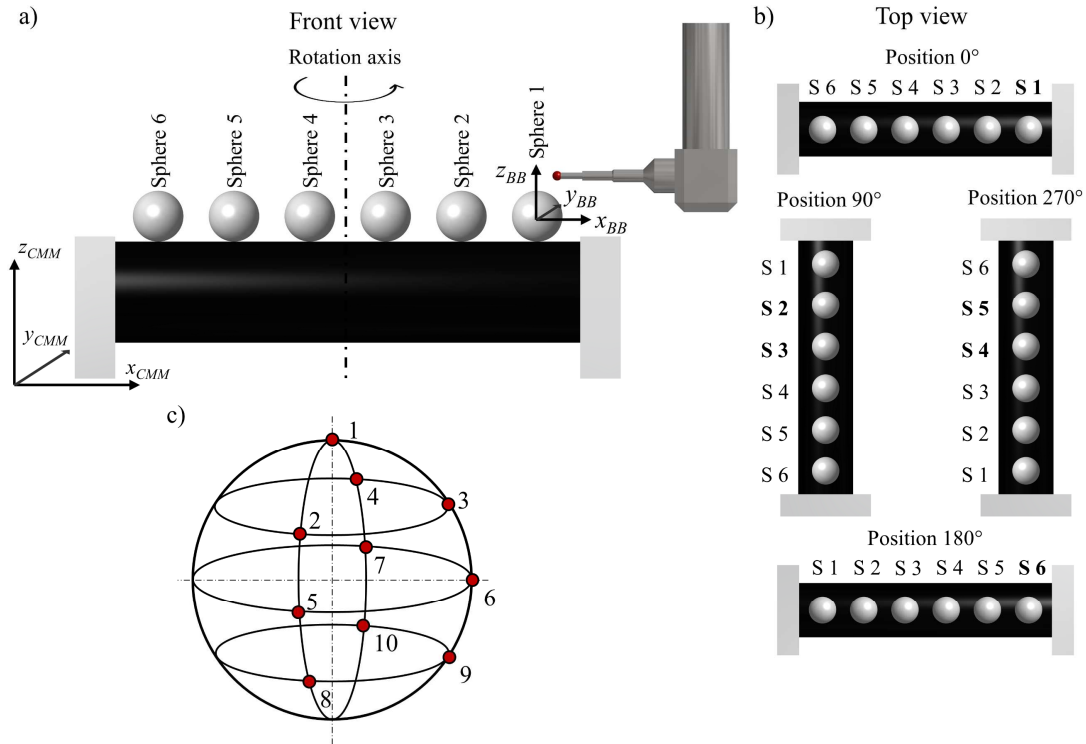 a)
Front view
Rotation axis
Sphere 6
Sphere 5
Sphere 4
Sphere 3
Sphere 2
Sphere 1
z_BB
y_BB
x_BB
z_CMM
y_CMM
x_CMM
b)
Top view
Position 0°
S 6 S 5 S 4 S 3 S 2 S 1
Position 90°
S 1
S 2
S 3
S 4
S 5
S 6
Position 270°
S 6
S 5
S 4
S 3
S 2
S 1
Position 180°
S 1 S 2 S 3 S 4 S 5 S 6
c)
1
4
3
2
7
6
5
10
9
8